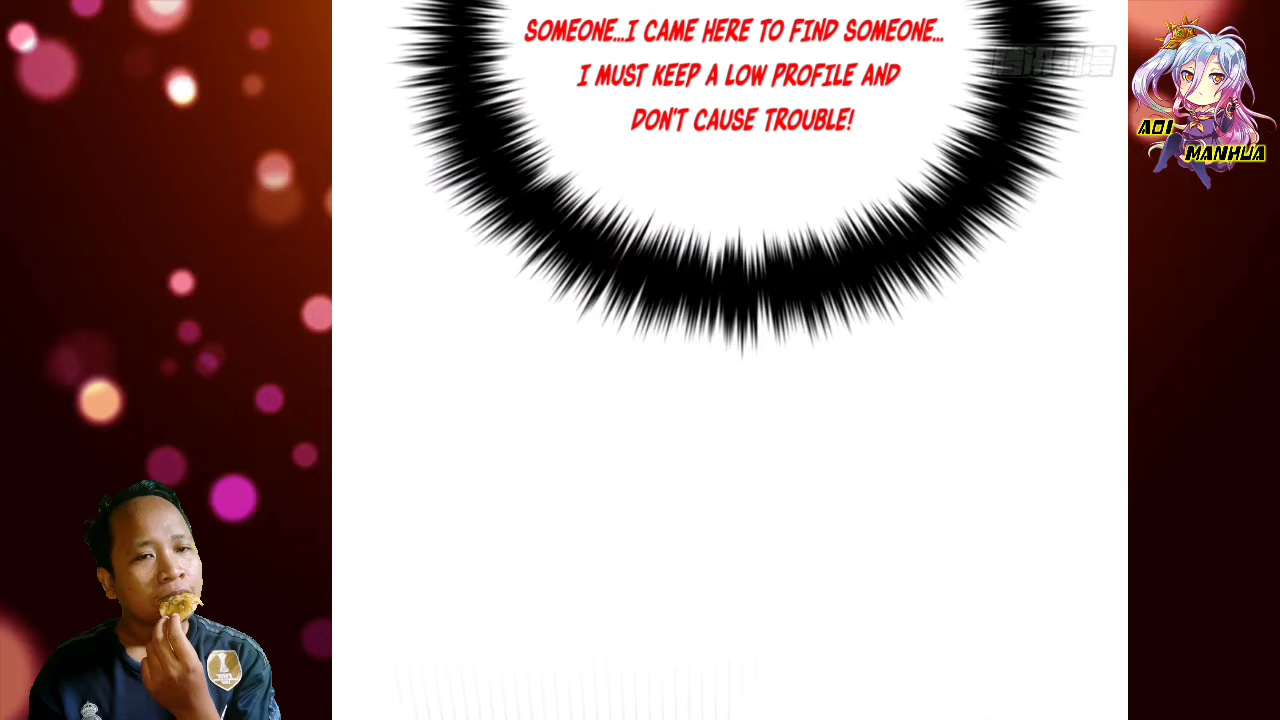 SOMEONE...I CAME HERE TO FIND SOMEONE...
I MUST KEEP A LOW PROFILE AND
DON'T CAUSE TROUBLE!
AOI
MANHUA